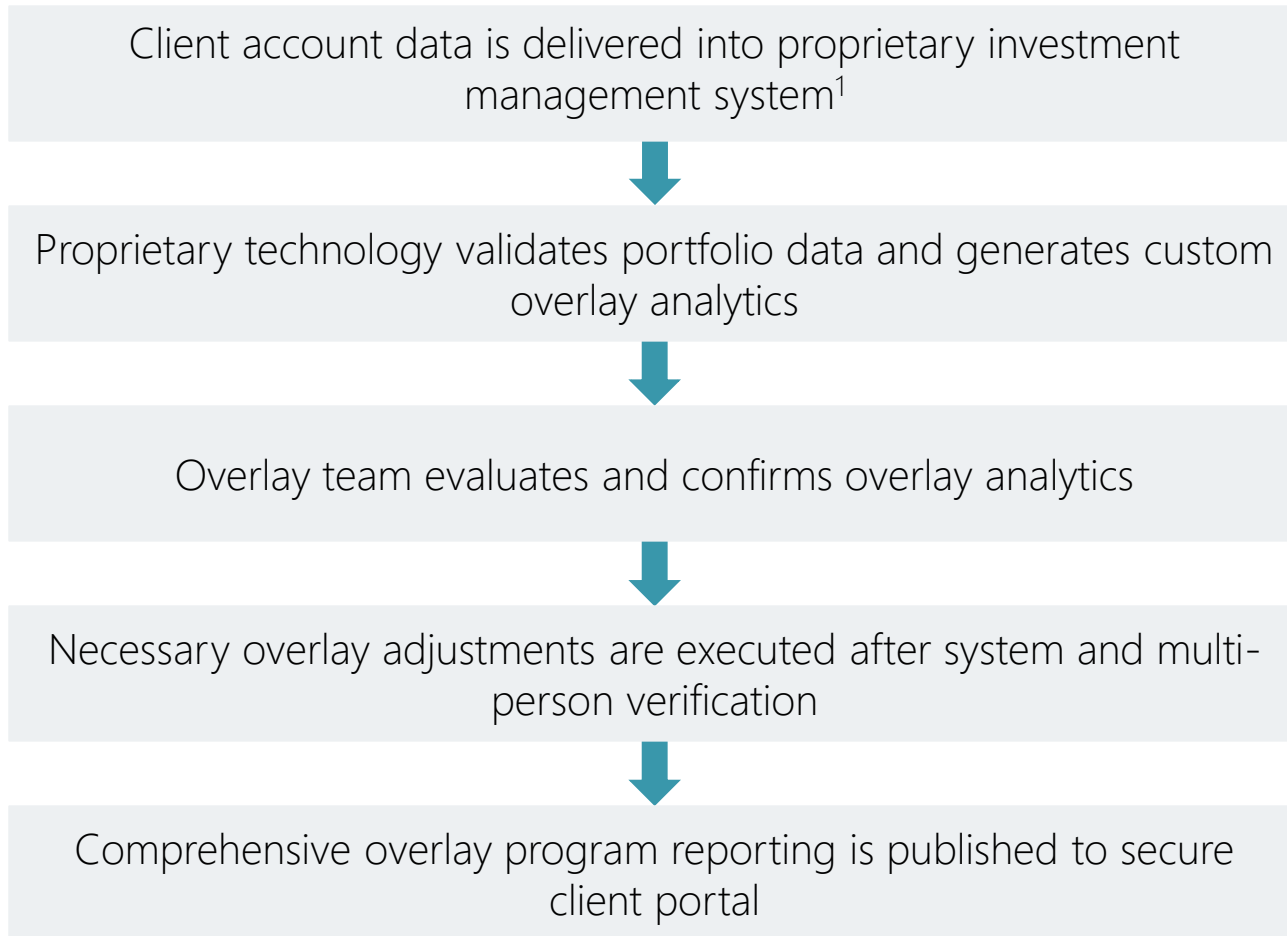 Client account data is delivered into proprietary investment
management system¹
Proprietary technology validates portfolio data and generates custom
overlay analytics
Overlay team evaluates and confirms overlay analytics
Necessary overlay adjustments are executed after system and multi-
person verification
Comprehensive overlay program reporting is published to secure
client portal